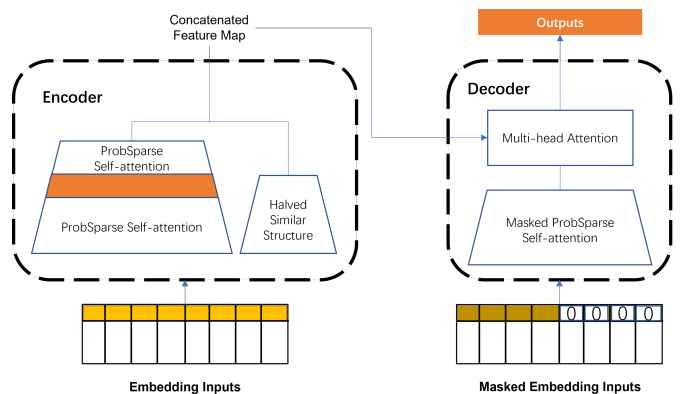 Concatenated
Feature Map
Outputs
Encoder
Decoder
ProbSparse
Self-attention
ProbSparse Self-attention
Halved
Similar
Structure
Multi-head Attention
Masked ProbSparse
Self-attention
0 0 0 0
Embedding Inputs
Masked Embedding Inputs